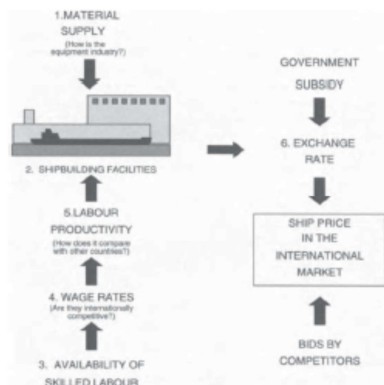 1.MATERIAL
SUPPLY
(How is the
equipment industry?)
2. SHIPBUILDING FACILITIES
5.LABOUR
PRODUCTIVITY
(How does it compare
with other countries?)
4. WAGE RATES
(Are they internationally
competitive?)
3. AVAILABILITY OF
SKILLED LABOUR
GOVERNMENT
SUBSIDY
6. EXCHANGE
RATE
SHIP PRICE
IN THE
INTERNATIONAL
MARKET
BIDS BY
COMPETITORS